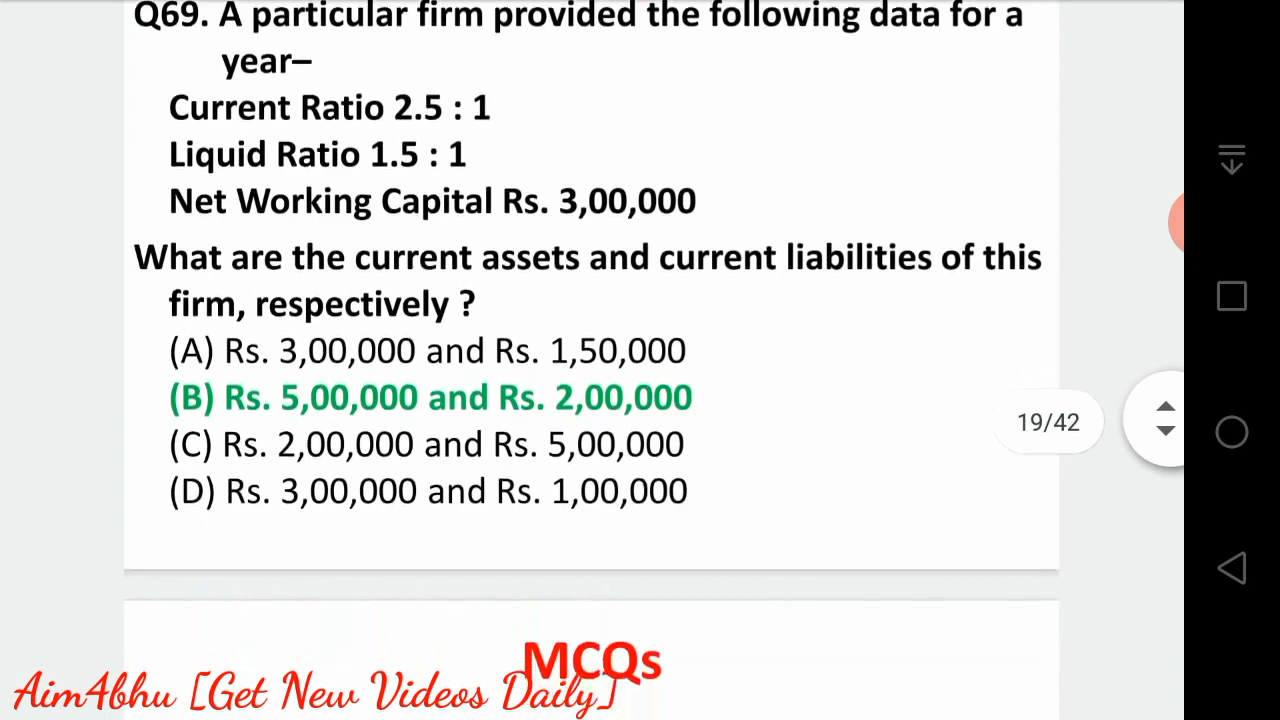 Q69. A particular firm provided the following data for a
year–
Current Ratio 2.5 : 1
Liquid Ratio 1.5 : 1
Net Working Capital Rs. 3,00,000
What are the current assets and current liabilities of this
firm, respectively ?
(A) Rs. 3,00,000 and Rs. 1,50,000
(B) Rs. 5,00,000 and Rs. 2,00,000
(C) Rs. 2,00,000 and Rs. 5,00,000
(D) Rs. 3,00,000 and Rs. 1,00,000
19/42
MCQs
Aim4bhu [Get New Videos Daily]